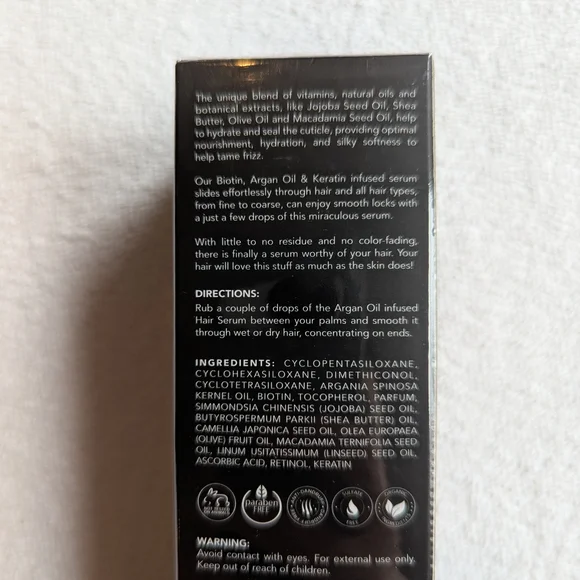 The unique blend of vitamins, natural oils and
botanical extracts, like Jojoba Seed Oil, Shea
Butter, Olive Oil and Macadamia Seed Oil, help
to hydrate and seal the cuticle, providing optimal
nourishment, hydration, and silky softness to
help tame frizz.
Our Biotin, Argan Oil & Keratin infused serum
slides effortlessly through hair and all hair types,
from fine to coarse, can enjoy smooth locks with
a just a few drops of this miraculous serum.
With little to no residue and no color-fading,
there is finally a serum worthy of your hair. Your
hair will love this stuff as much as the skin does!
DIRECTIONS:
Rub a couple of drops of the Argan Oil infused
Hair Serum between your palms and smooth it
through wet or dry hair, concentrating on ends.
INGREDIENTS: CYCLOPENTASILOXANE,
CYCLOHEXASILOXANE, DIMETHICONOL,
CYCLOTETRASILOXANE, ARGANIA SPINOSA
KERNEL OIL, BIOTIN, TOCOPHEROL, PARFUM,
SIMMONDSIA CHINENSIS (JOJOBA) SEED OIL,
BUTYROSPERMUM PARKII (SHEA BUTTER) OIL,
CAMELLIA JAPONICA SEED OIL, OLEA EUROPAEA
(OLIVE) FRUIT OIL, MACADAMIA TERNIFOLIA SEED
OIL, LINUM USITATISSIMUM (LINSEED) SEED OIL,
ASCORBIC ACID, RETINOL, KERATIN
NOT TESTED
ON ANIMALS
paraben
FREE
ANTI-DANDRUFF
SULFATE
FREE
ORGANIC
WARNING:
Avoid contact with eyes. For external use only.
Keep out of reach of children.